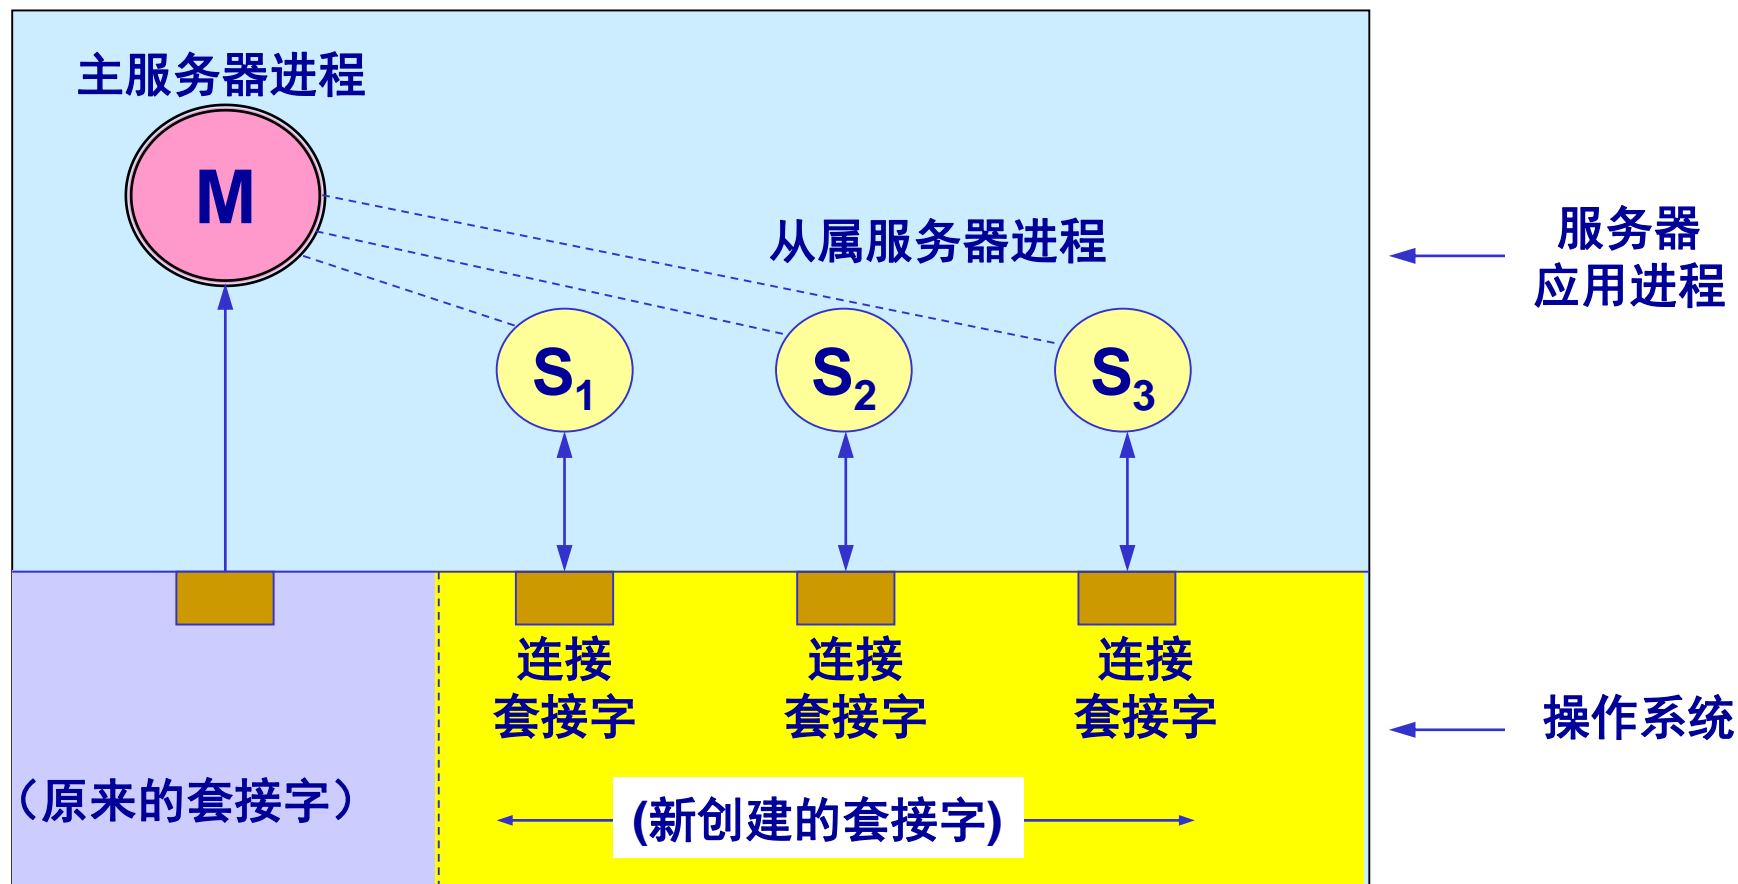 主服务器进程
M
从属服务器进程
服务器
应用进程
S1
S2
S3
连接
套接字
连接
套接字
连接
套接字
操作系统
（原来的套接字）
(新创建的套接字)